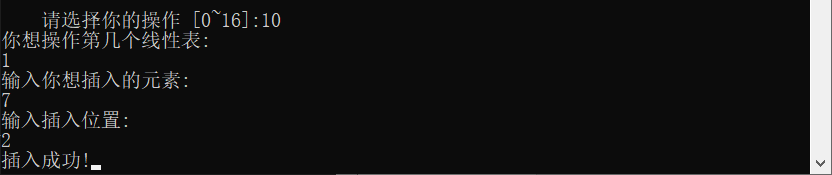 请选择你的操作 [0~16]:10
你想操作第几个线性表:
1
输入你想插入的元素:
7
输入插入位置:
2
插入成功!